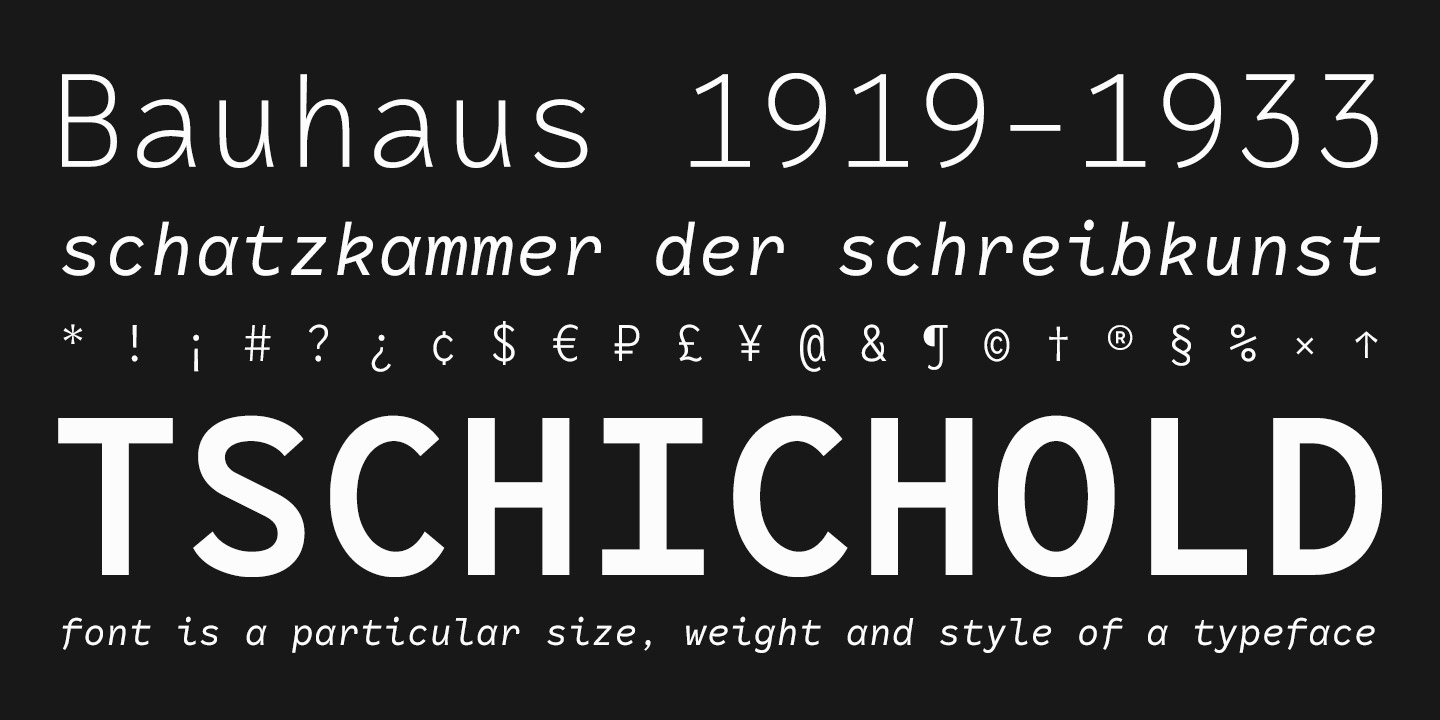 Bauhaus 1919–1933
schatzkammer der schreibkunst
* ! ¡ # ? ¿ ¢ $ € ₽ £ ¥ @ & ¶ © † ® § % × ↑
TSCHICHOLD
font is a particular size, weight and style of a typeface